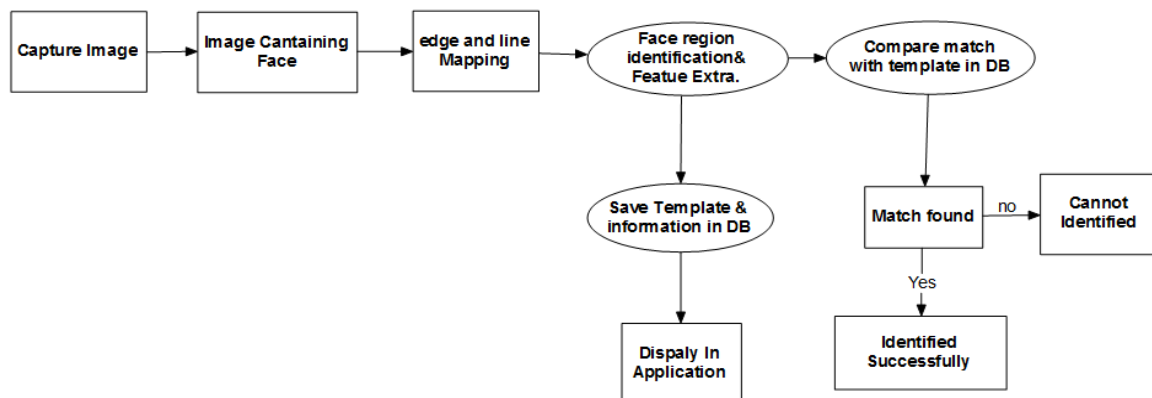 Capture Image
Image Cantaining
Face
edge and line
Mapping
Face region
identification&
Featue Extra.
Compare match
with template in DB
Save Template &
information in DB
Match found
no
Cannot
Identified
Yes
Dispaly In
Application
Identified
Successfully